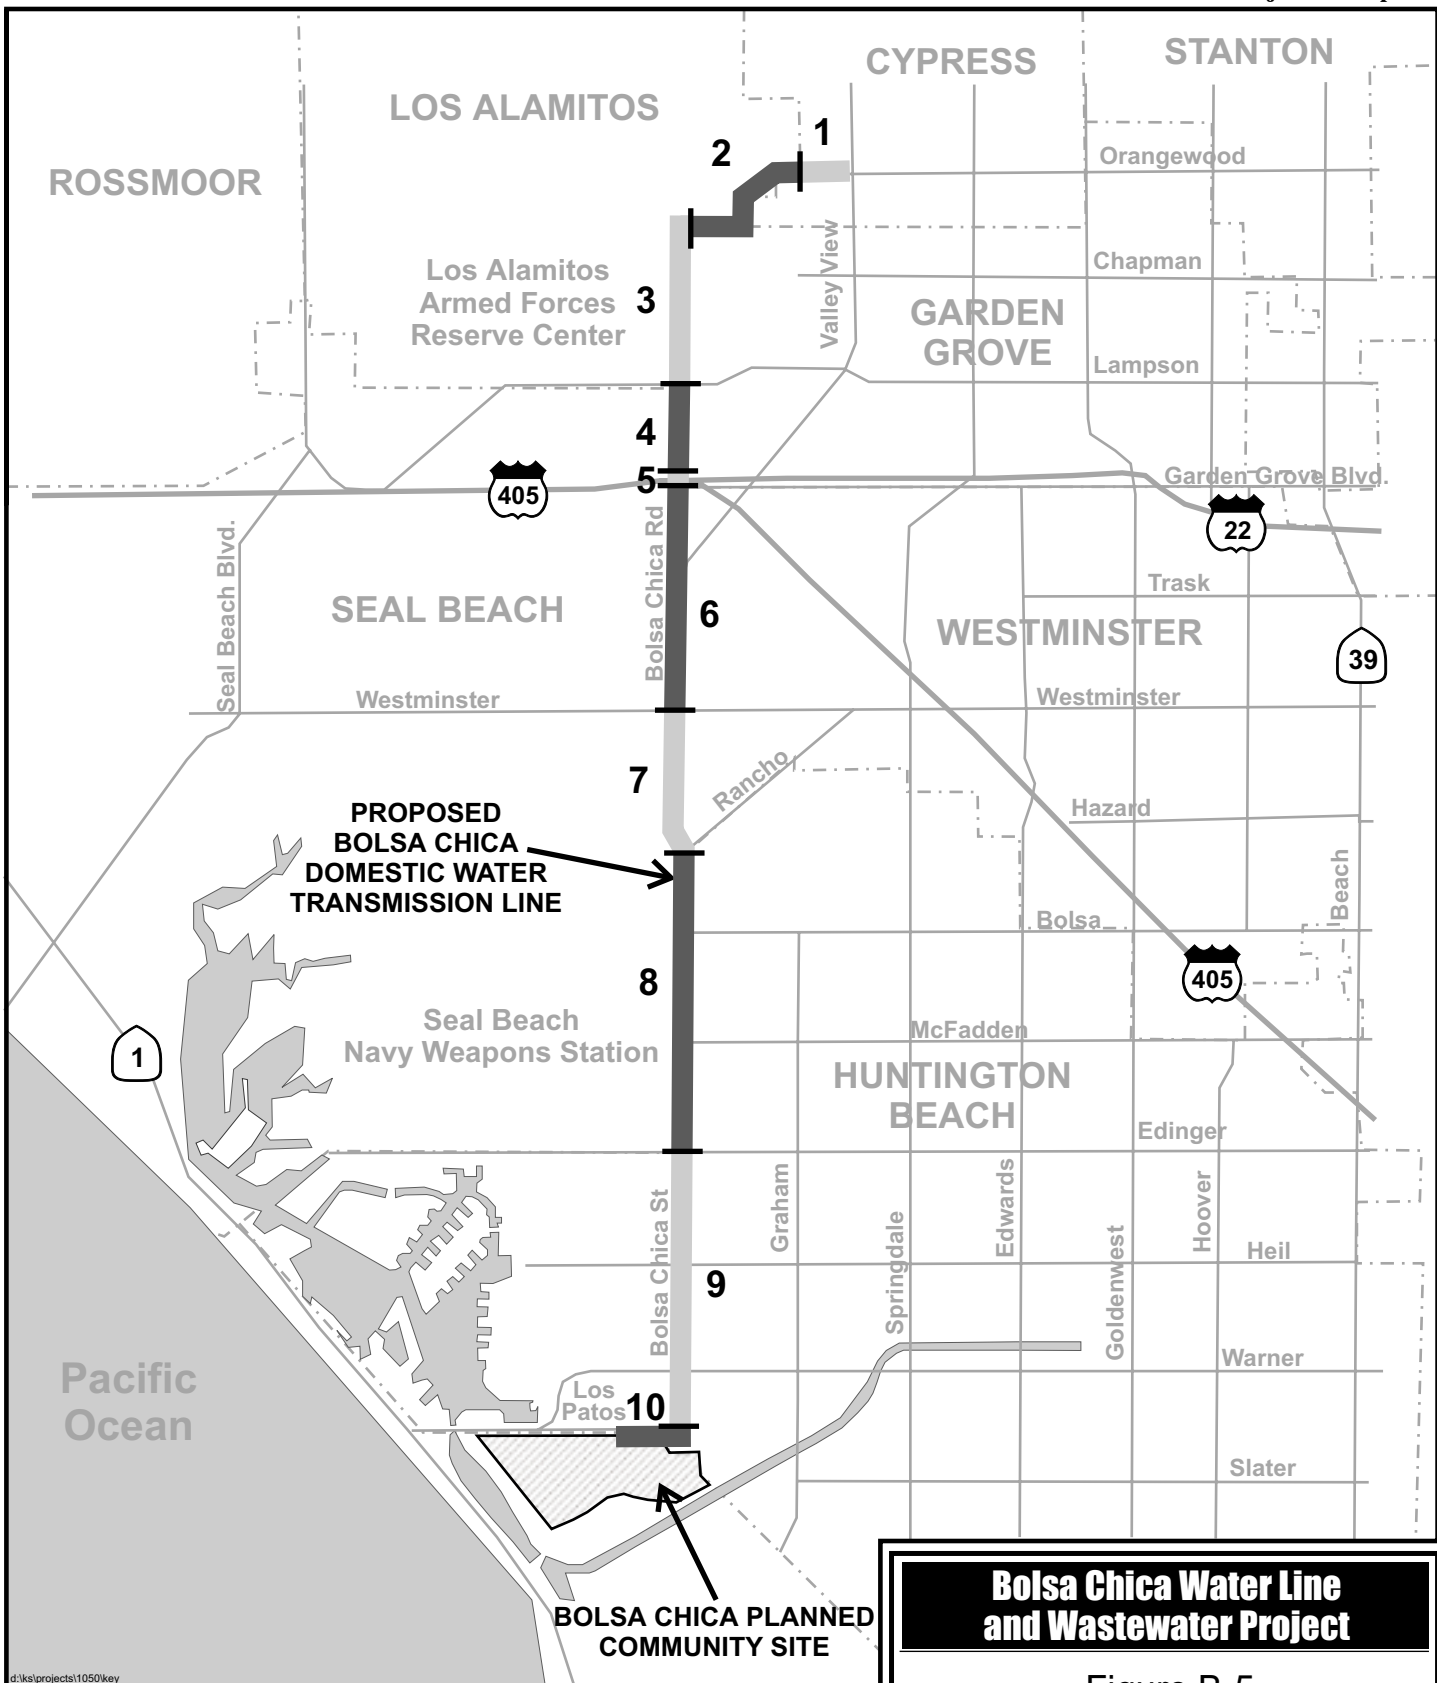 CYPRESS
STANTON
LOS ALAMITOS
1
2
Orangewood
ROSSMOOR
Valley View
Chapman
Los Alamitos
Armed Forces
Reserve Center
3
GARDEN
GROVE
Lampson
4
5
Garden Grove Blvd.
405
22
Seal Beach Blvd.
Bolsa Chica Rd
Trask
SEAL BEACH
6
WESTMINSTER
39
Westminster
Westminster
7
Rancho
Hazard
PROPOSED
BOLSA CHICA
DOMESTIC WATER
TRANSMISSION LINE
Beach
Bolsa
8
405
Seal Beach
Navy Weapons Station
McFadden
1
HUNTINGTON
BEACH
Edinger
Bolsa Chica St
Graham
Springdale
Edwards
Goldenwest
Hoover
Heil
9
Warner
Pacific
Ocean
Los
Patos
10
Slater
BOLSA CHICA PLANNED
COMMUNITY SITE
Bolsa Chica Water Line
and Wastewater Project
d:\ks\projects\1050\key